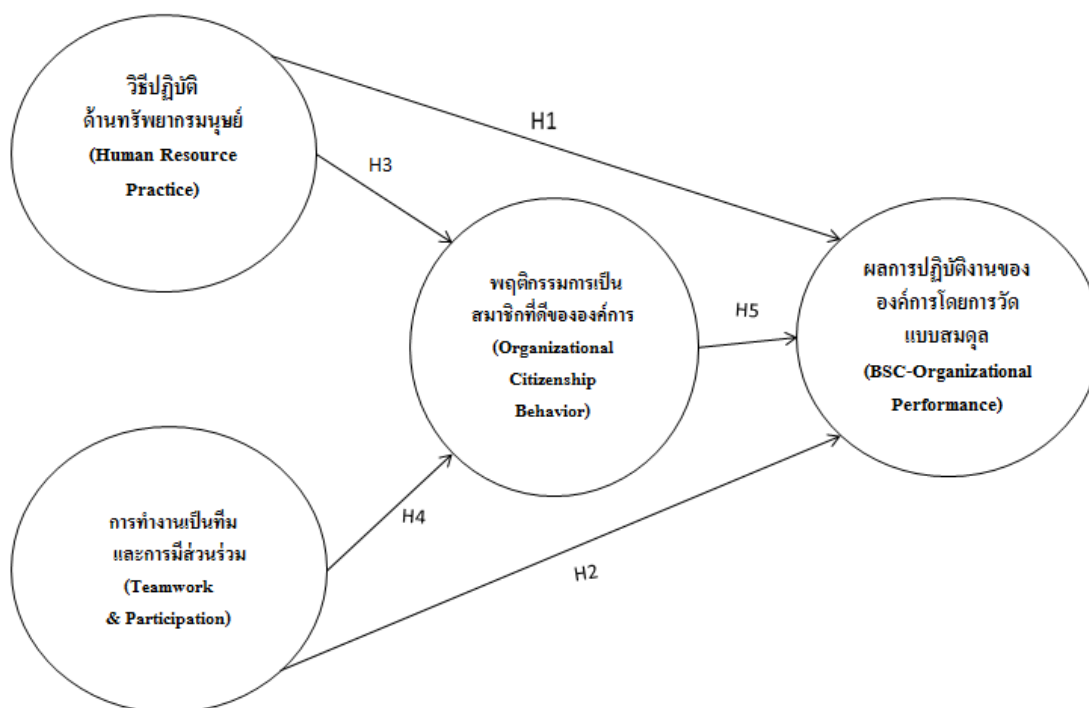 วิธีปฏิบัติ
ด้านทรัพยากรมนุษย์
(Human Resource
Practice)
H1
H3
พฤติกรรมการเป็น
สมาชิกที่ดีขององค์การ
(Organizational
Citizenship
Behavior)
H5
ผลการปฏิบัติงานของ
องค์การโดยการวัด
แบบสมดุล
(BSC-Organizational
Performance)
การทำงานเป็นทีม
และการมีส่วนร่วม
(Teamwork
& Participation)
H4
H2